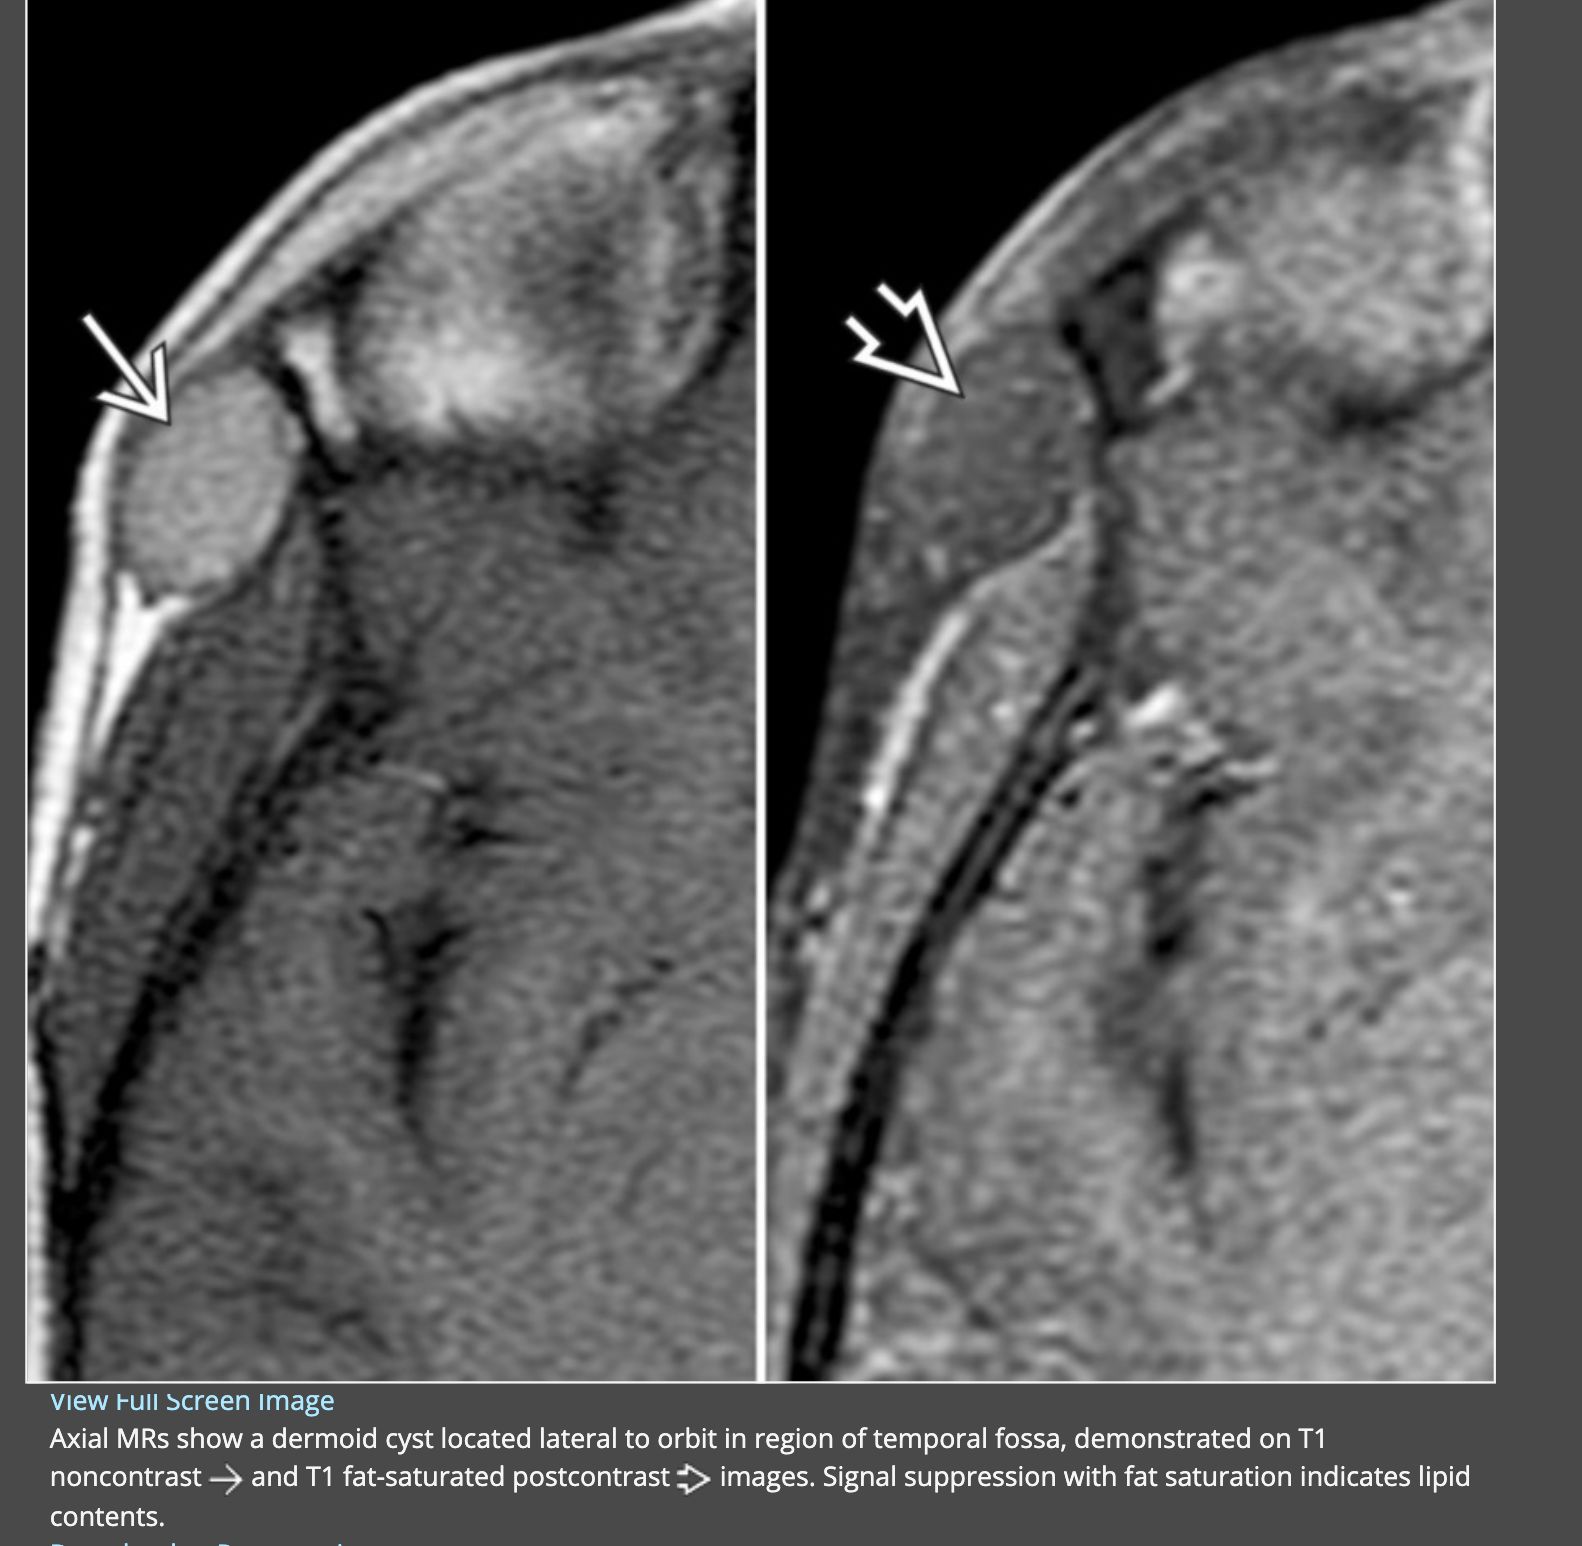 View Full Screen Image
Axial MRs show a dermoid cyst located lateral to orbit in region of temporal fossa, demonstrated on T1
noncontrast → and T1 fat-saturated postcontrast ⇨ images. Signal suppression with fat saturation indicates lipid
contents.